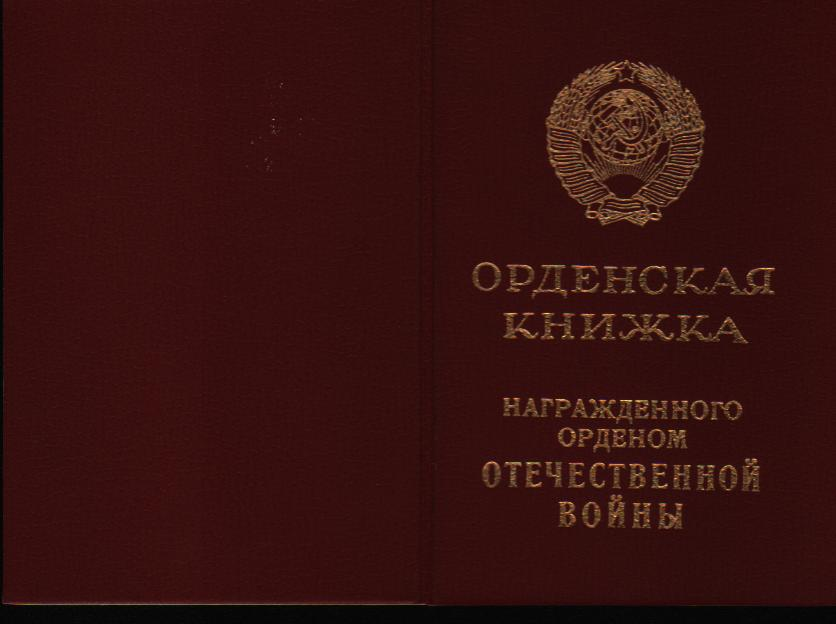 ОРДЕНСКАЯ
КНИЖКА
НАГРАЖДЕННОГО
ОРДЕНОМ
ОТЕЧЕСТВЕННОЙ
ВОЙНЫ